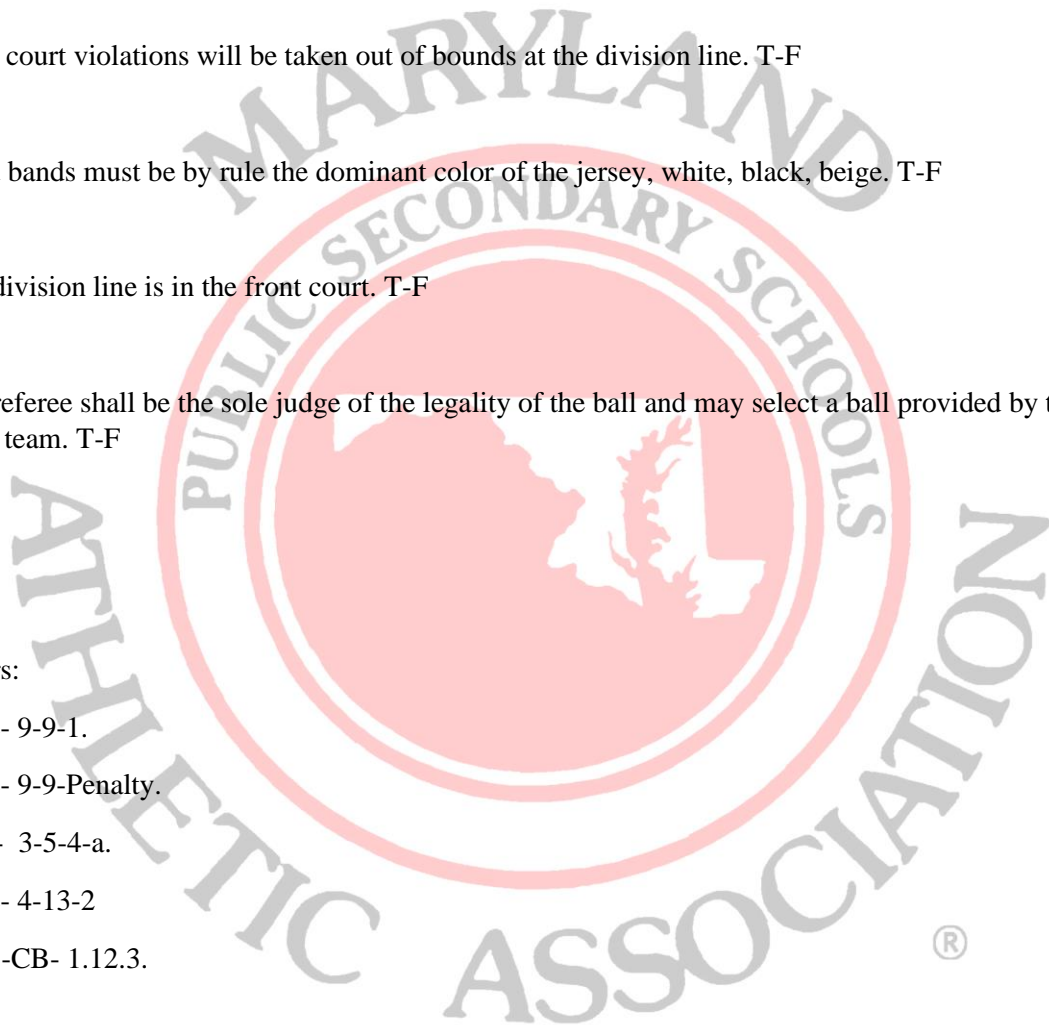 court violations will be taken out of bounds at the division line. T-F
bands must be by rule the dominant color of the jersey, white, black, beige. T-F
division line is in the front court. T-F
referee shall be the sole judge of the legality of the ball and may select a ball provided by
team. T-F
- 9-9-1.
- 9-9-Penalty.
- 3-5-4-a.
- 4-13-2
-CB- 1.12.3.
MARYLAND
PUBLIC SECONDARY SCHOOLS
ATHLETIC ASSOCIATION
®